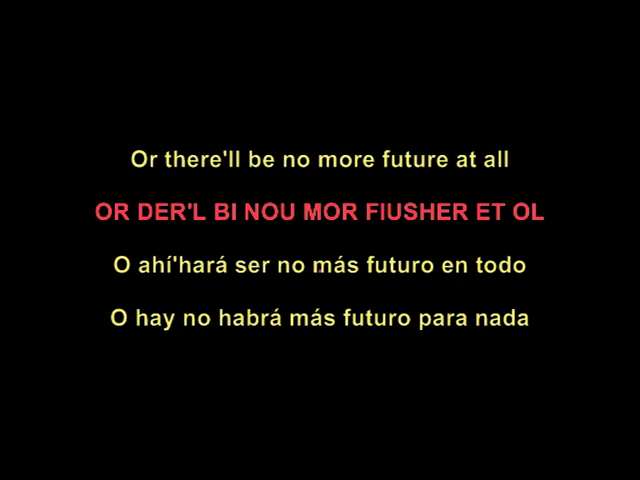 Or there'll be no more future at all
OR DER'L BI NOU MOR FIUSHER ET OL
O ahí'hará ser no más futuro en todo
O hay no habrá más futuro para nada